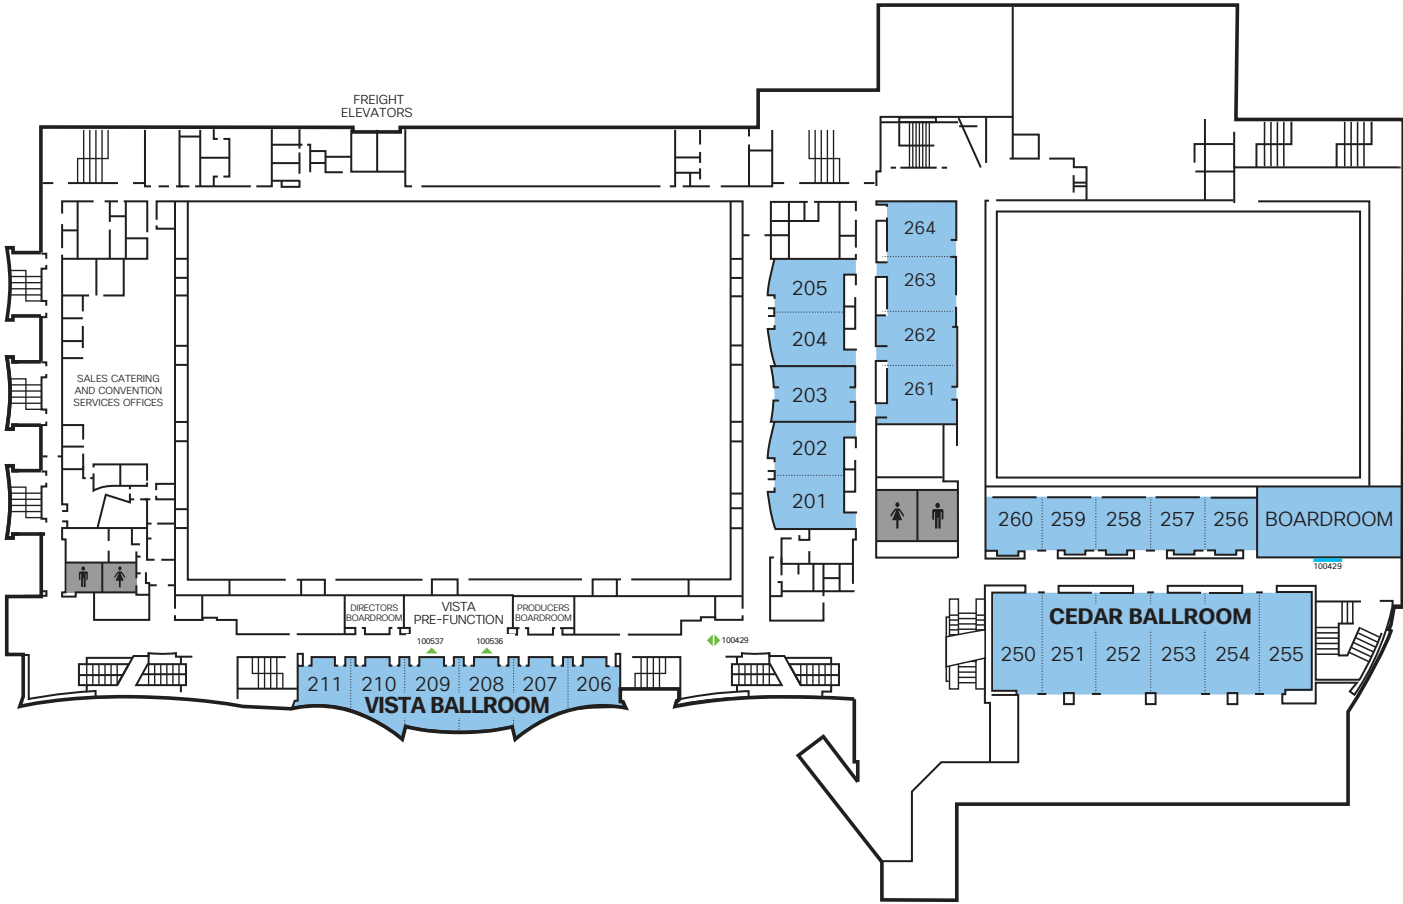 FREIGHT
ELEVATORS
264
263
262
261
205
204
203
202
201
SALES CATERING
AND CONVENTION
SERVICES OFFICES
260
259
258
257
256
BOARDROOM
100429
DIRECTORS
BOARDROOM
VISTA
PRE-FUNCTION
PRODUCERS
BOARDROOM
100537
100536
100429
211
210
209
208
207
206
VISTA BALLROOM
CEDAR BALLROOM
250
251
252
253
254
255